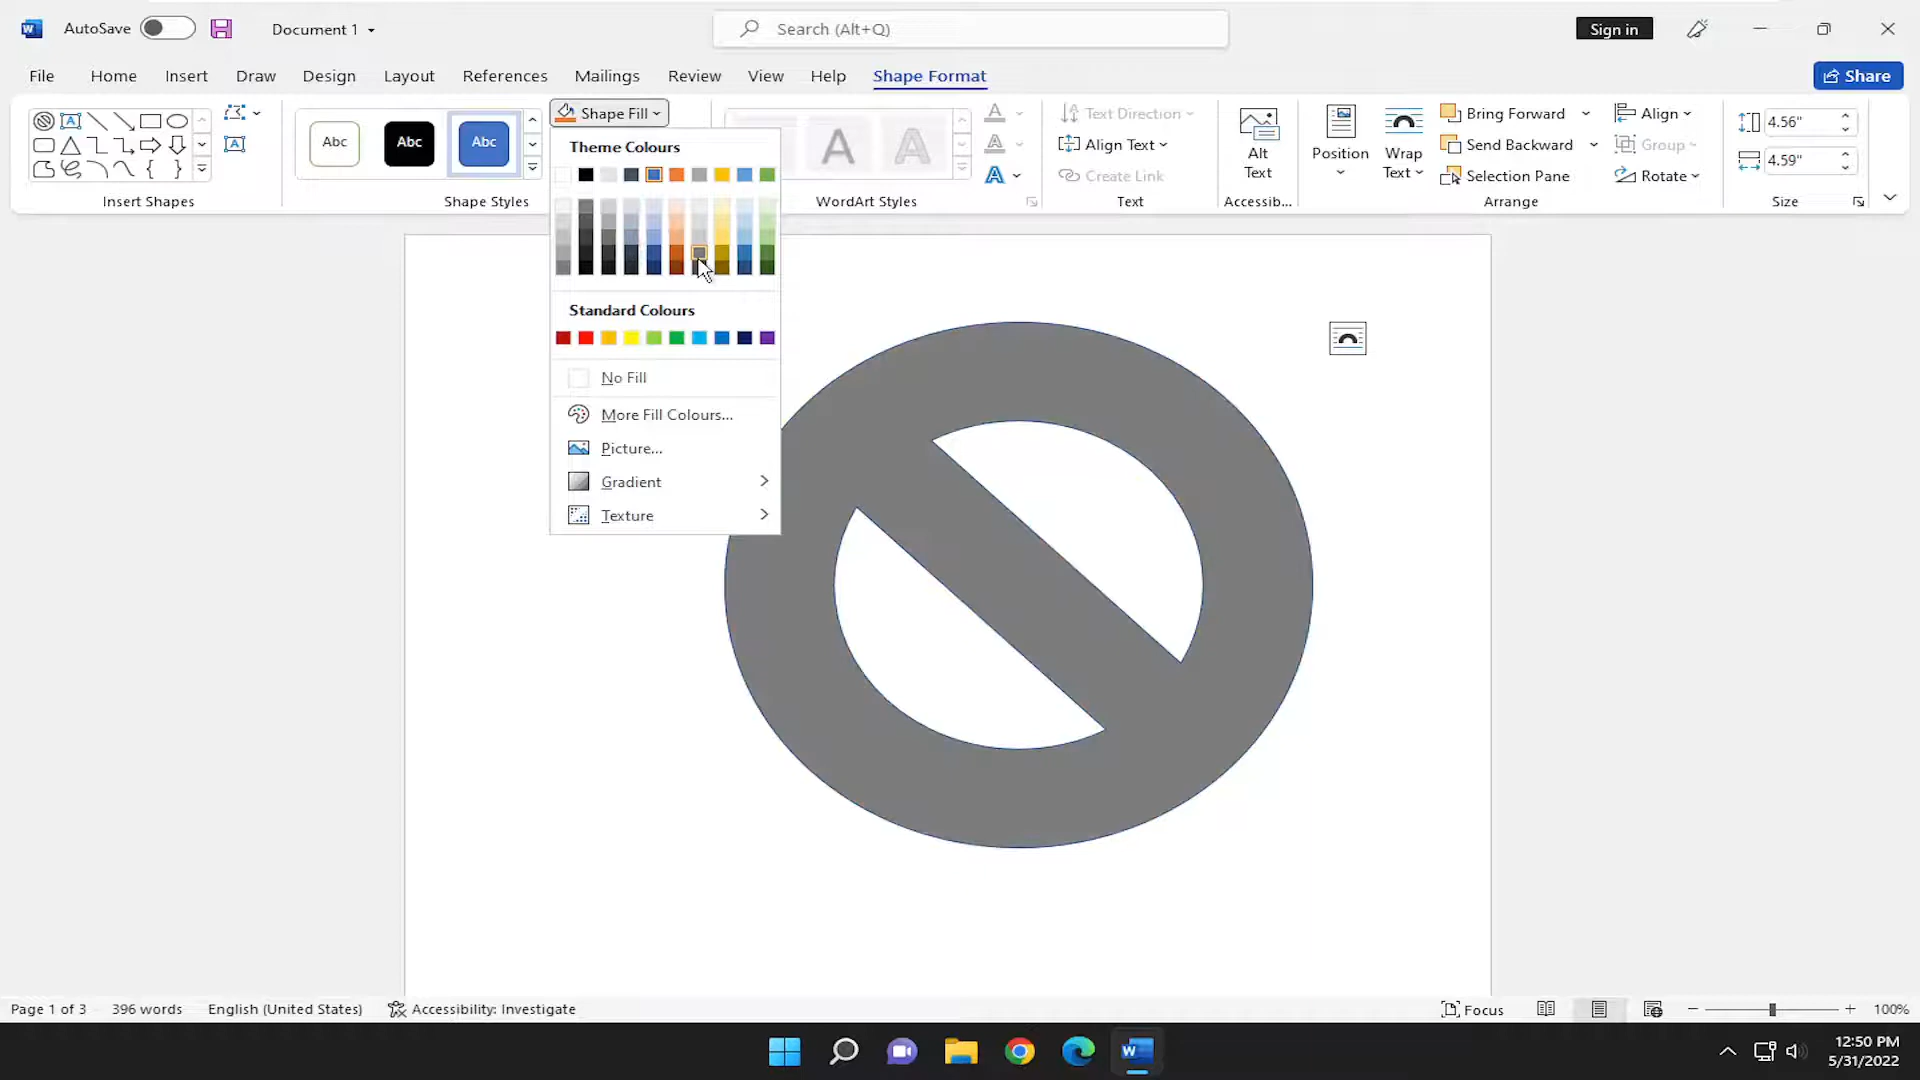 AutoSave
Document 1
Search (Alt+Q)
Sign in
File Home Insert Draw Design Layout References Mailings Review View Help Shape Format
Share
Abc Abc Abc
Shape Fill
A A
A
A
A
Text Direction
Align Text
Create Link
Alt
Text
Position
Wrap
Text
Bring Forward
Send Backward
Selection Pane
Align
Group
Rotate
4.56"
4.59"
Insert Shapes
Shape Styles
WordArt Styles
Text
Accessib...
Arrange
Size
Theme Colours
Standard Colours
No Fill
More Fill Colours...
Picture...
Gradient
Texture
Page 1 of 3 396 words English (United States) Accessibility: Investigate
Focus
100%
12:50 PM
5/31/2022